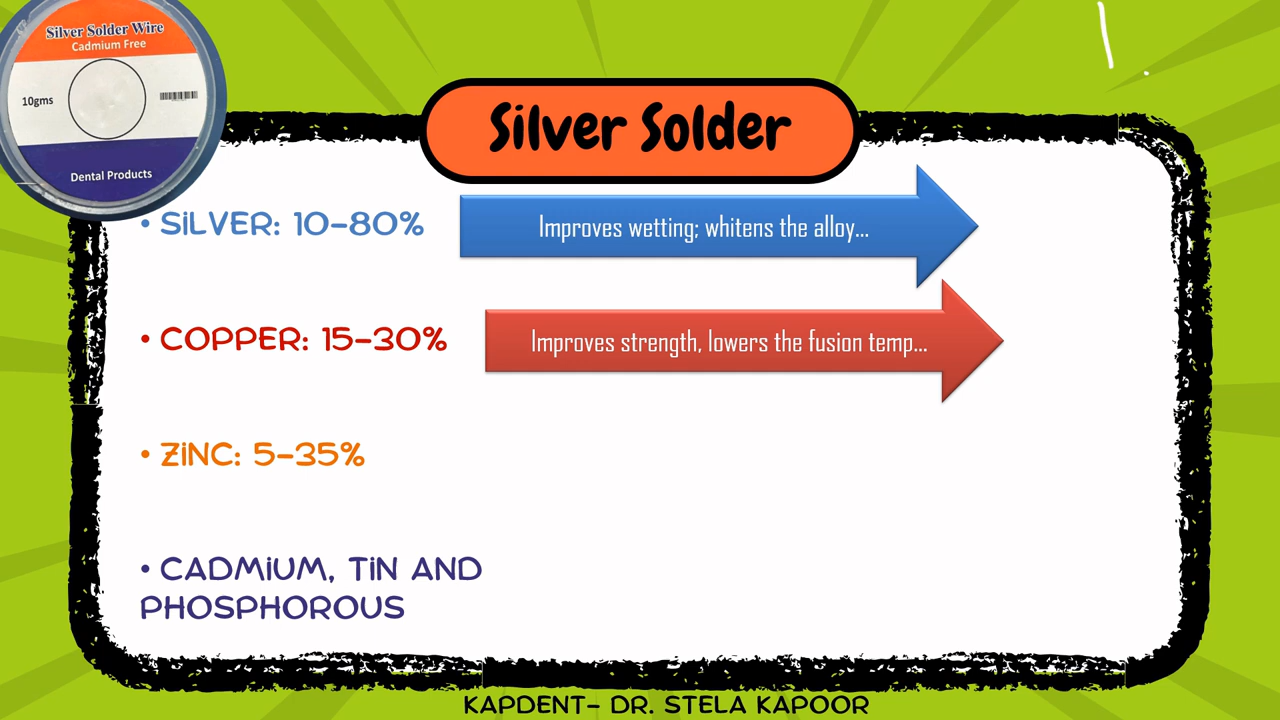 Silver Solder Wire
Cadmium Free
10gms
Dental Products
Silver Solder
• SILVER: 10-80%
Improves wetting; whitens the alloy...
• COPPER: 15-30%
Improves strength, lowers the fusion temp...
• ZINC: 5-35%
• CADMIUM, TIN AND
PHOSPHOROUS
KAPDENT- DR. STELA KAPOOR